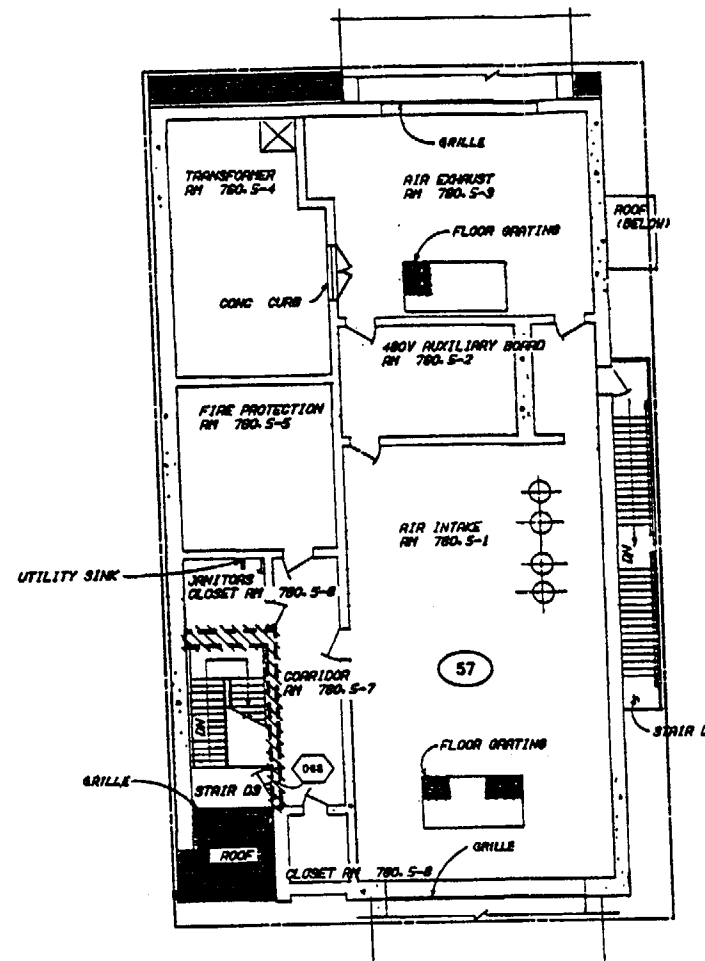 GRILLE
TRANSFORMER
RM 780.5-4
AIR EXHAUST
RM 780.5-3
ROOF
(BELOW)
FLOOR GRATING
CONC CURB
480V AUXILIARY BOARD
RM 780.5-2
FIRE PROTECTION
RM 780.5-5
AIR INTAKE
RM 780.5-1
DN
UTILITY SINK
JANITORS
CLOSET RM 780.5-6
57
CORRIDOR
RM 780.5-7
DN
STAIR
FLOOR GRATING
GRILLE
STAIR D3
ROOF
GRILLE
CLOSET RM 780.5-8